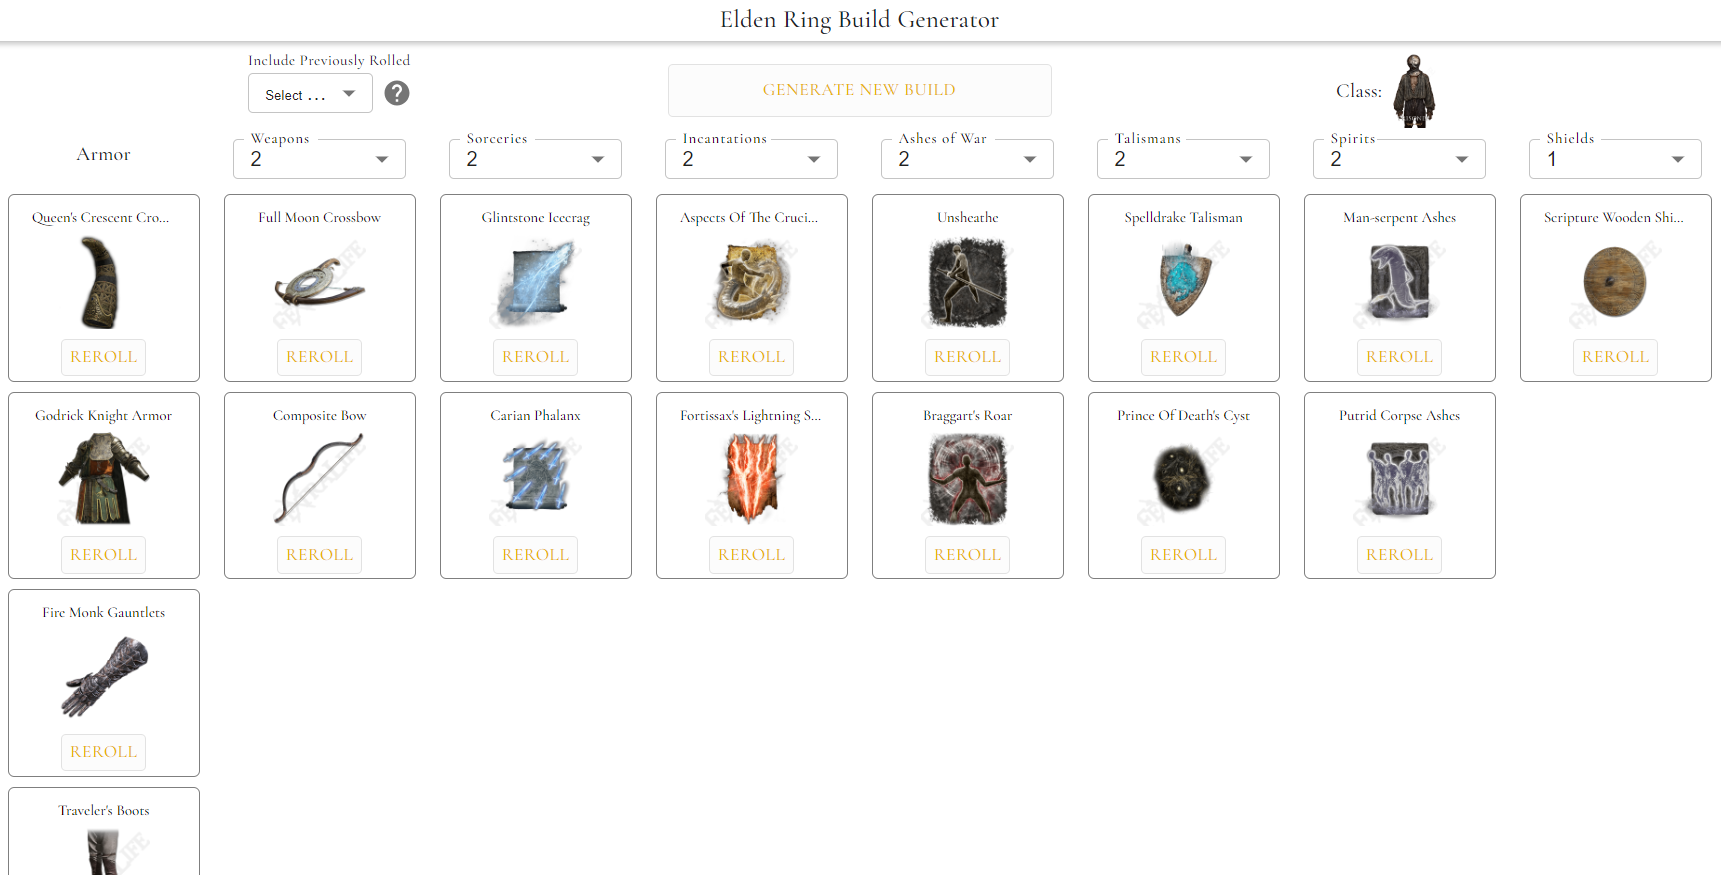 Elden Ring Build Generator
Include Previously Rolled
Select ...
?
GENERATE NEW BUILD
Class:
Armor
Weapons
2
Sorceries
2
Incantations
2
Ashes of War
2
Talismans
2
Spirits
2
Shields
1
Queen's Crescent Cro...
Full Moon Crossbow
Glintstone Icecrag
Aspects Of The Cruci...
Unsheathe
Spelldrake Talisman
Man-serpent Ashes
Scripture Wooden Shi...
REROLL
REROLL
REROLL
REROLL
REROLL
REROLL
REROLL
REROLL
Godrick Knight Armor
Composite Bow
Carian Phalanx
Fortissax's Lightning S...
Braggart's Roar
Prince Of Death's Cyst
Putrid Corpse Ashes
REROLL
REROLL
REROLL
REROLL
REROLL
REROLL
REROLL
Fire Monk Gauntlets
REROLL
Traveler's Boots